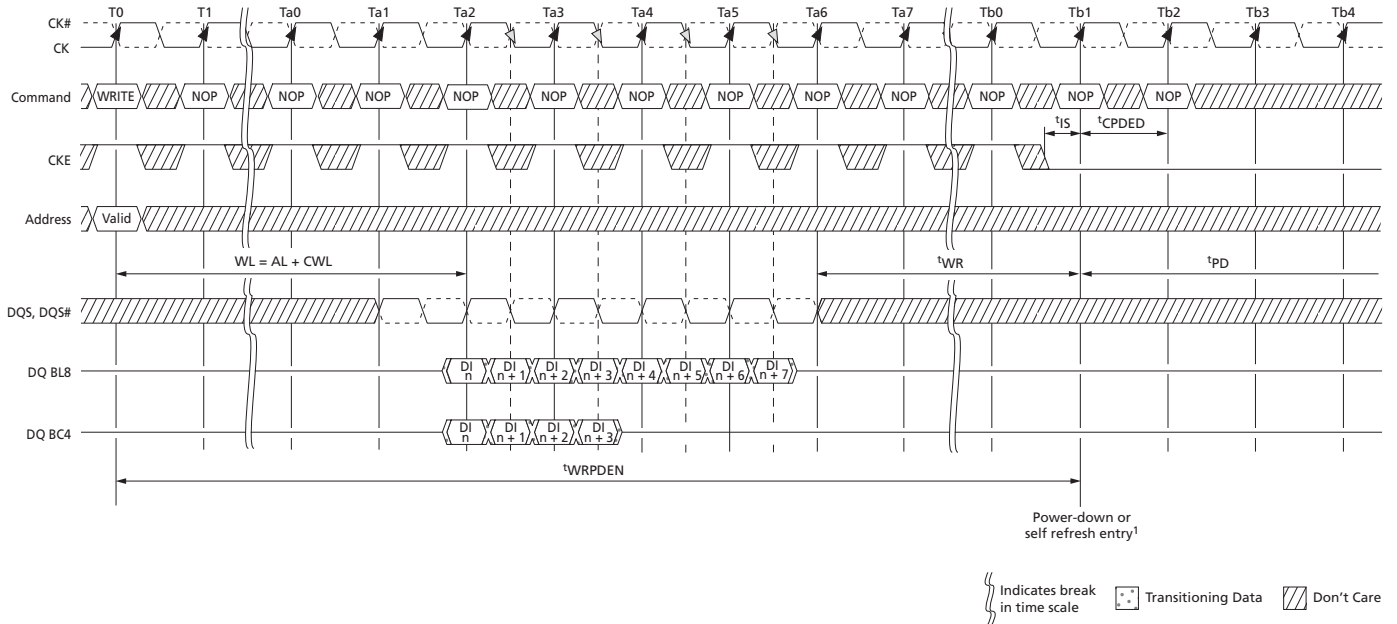 T0 T1 Ta0 Ta1 Ta2 Ta3 Ta4 Ta5 Ta6 Ta7 Tb0 Tb1 Tb2 Tb3 Tb4
CK#
CK
Command WRITE NOP NOP NOP NOP NOP NOP NOP NOP NOP NOP NOP NOP
tIS tCPDED
CKE
Address Valid
WL = AL + CWL tWR tPD
DQS, DQS#
DQ BL8 DI n DI n + 1 DI n + 2 DI n + 3 DI n + 4 DI n + 5 DI n + 6 DI n + 7
DQ BC4 DI n DI n + 1 DI n + 2 DI n + 3
tWRPDEN
Power-down or
self refresh entry1
Indicates break
in time scale
Transitioning Data
Don't Care